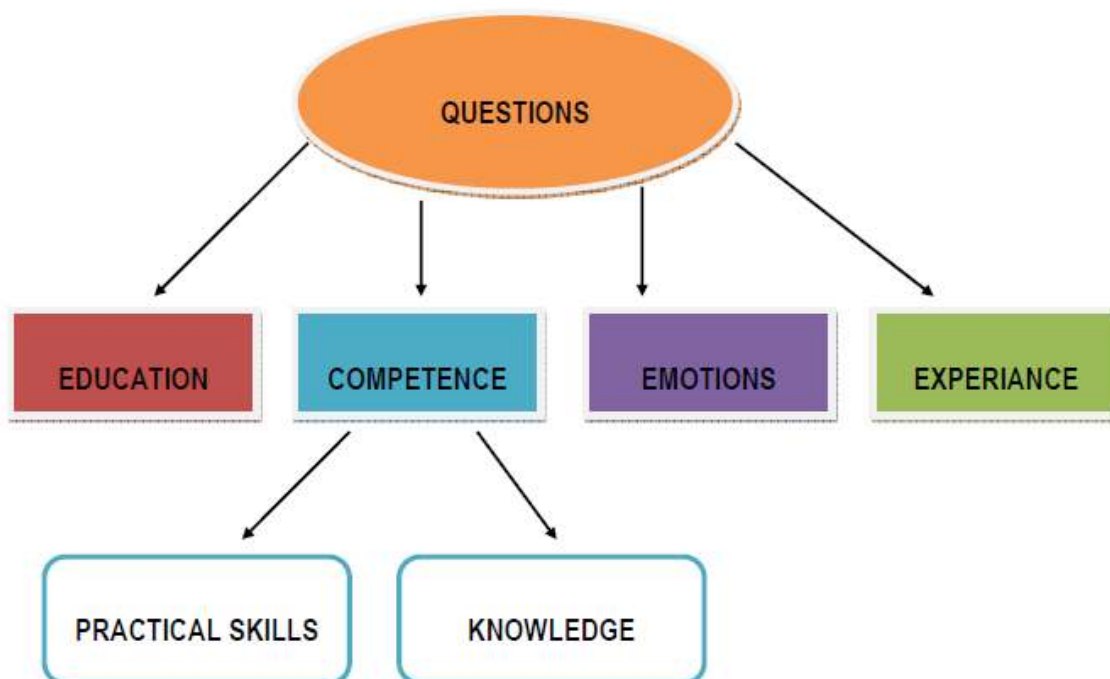 QUESTIONS
EDUCATION
COMPETENCE
EMOTIONS
EXPERIANCE
PRACTICAL SKILLS
KNOWLEDGE